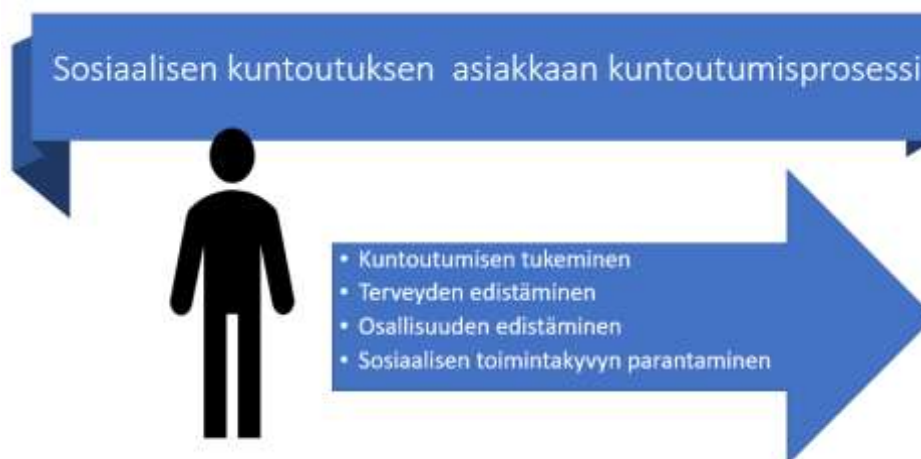 Sosiaalisen kuntoutuksen  asiakkaan kuntoutumisprosessi
• Kuntoutumisen tukeminen
• Terveyden edistäminen
• Osallisuuden edistäminen
• Sosiaalisen toimintakyvyn parantaminen